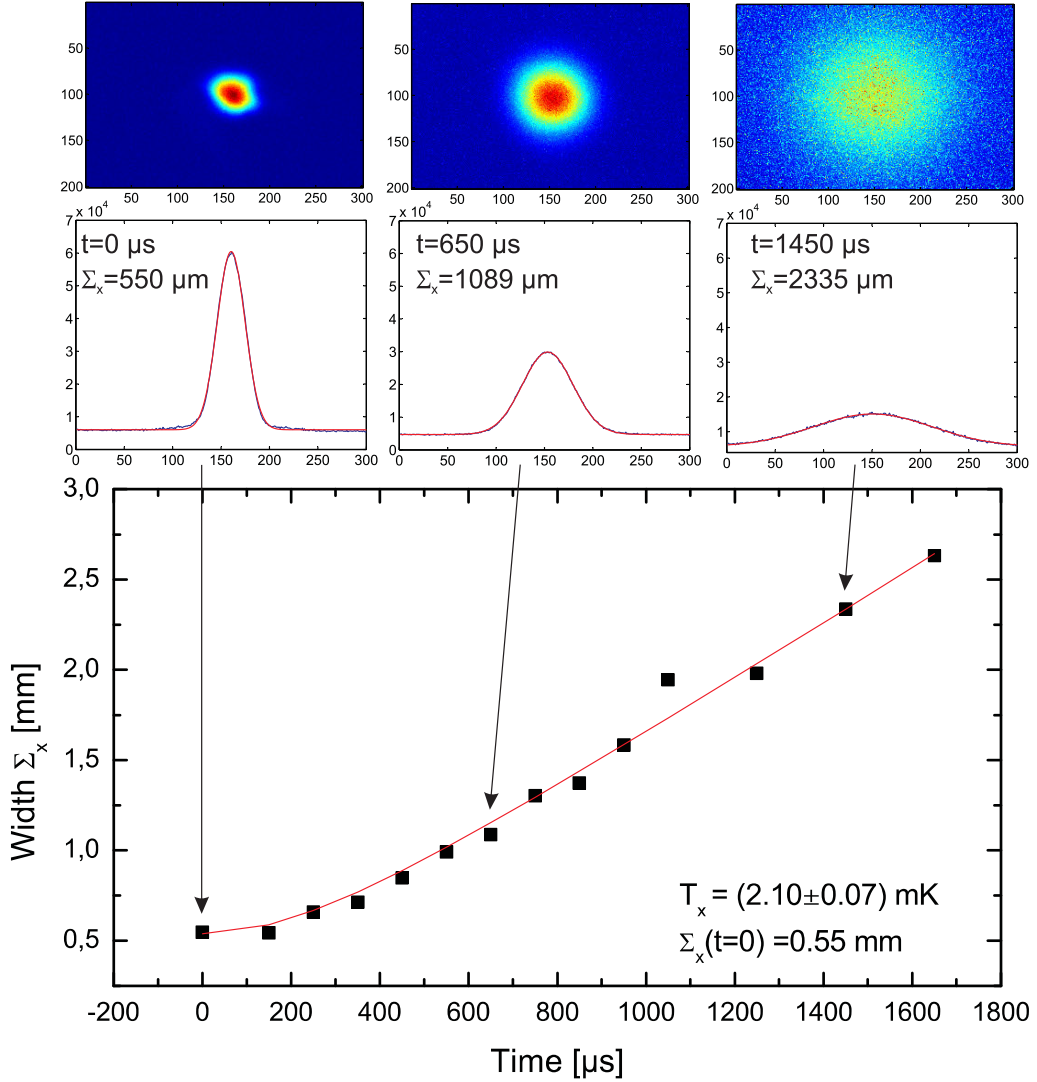 50
100
150
200
50 100 150 200 250 300
50
100
150
200
50 100 150 200 250 300
50
100
150
200
50 100 150 200 250 300
7 x 10⁴
6
5
4
3
2
1
0 50 100 150 200 250 300
t=0 µs
Σx=550 µm
7 x 10⁴
6
5
4
3
2
1
0 50 100 150 200 250 300
t=650 µs
Σx=1089 µm
7 x 10⁴
6
5
4
3
2
1
0 50 100 150 200 250 300
t=1450 µs
Σx=2335 µm
Width Σx [mm]
3,0
2,5
2,0
1,5
1,0
0,5
Tx = (2.10±0.07) mK
Σx(t=0) =0.55 mm
-200 0 200 400 600 800 1000 1200 1400 1600 1800
Time [µs]